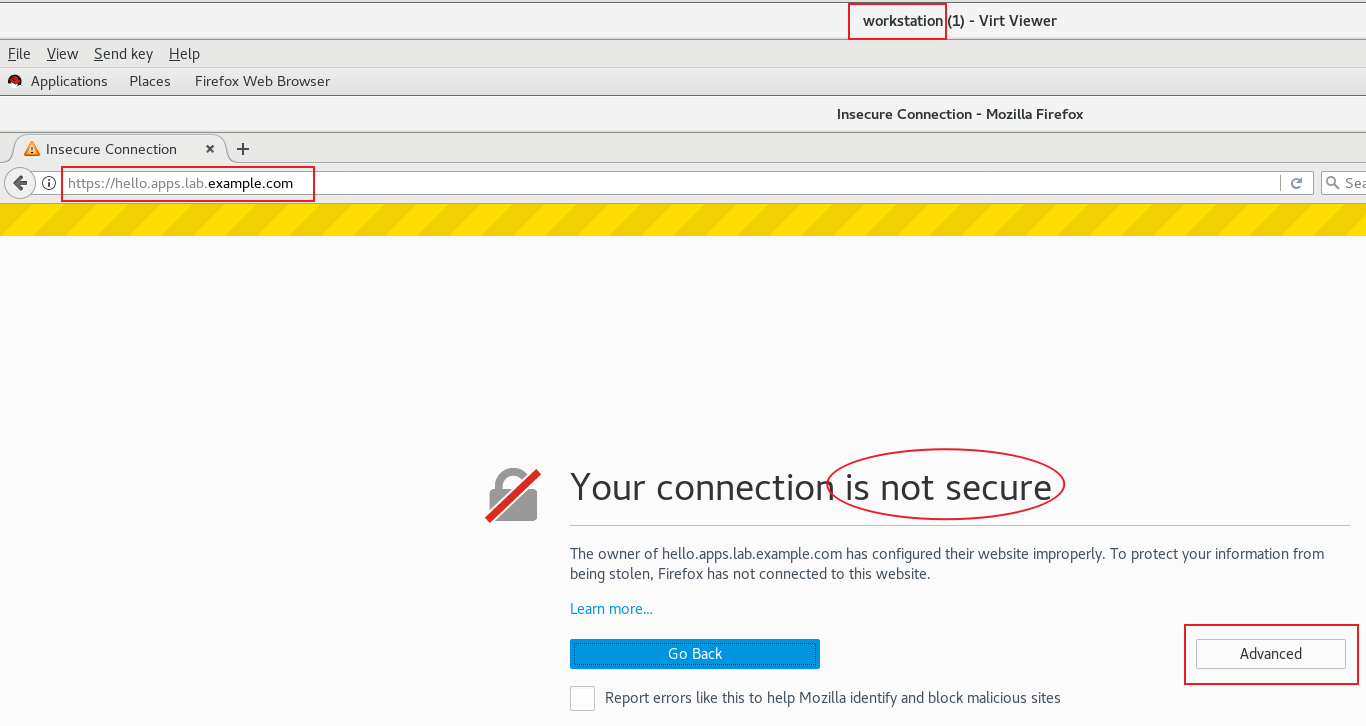 workstation (1) - Virt Viewer
File View Send key Help
Applications Places Firefox Web Browser
Insecure Connection - Mozilla Firefox
Insecure Connection
https://hello.apps.lab.example.com
Sea
Your connection is not secure
The owner of hello.apps.lab.example.com has configured their website improperly. To protect your information from
being stolen, Firefox has not connected to this website.
Learn more...
Go Back
Advanced
Report errors like this to help Mozilla identify and block malicious sites